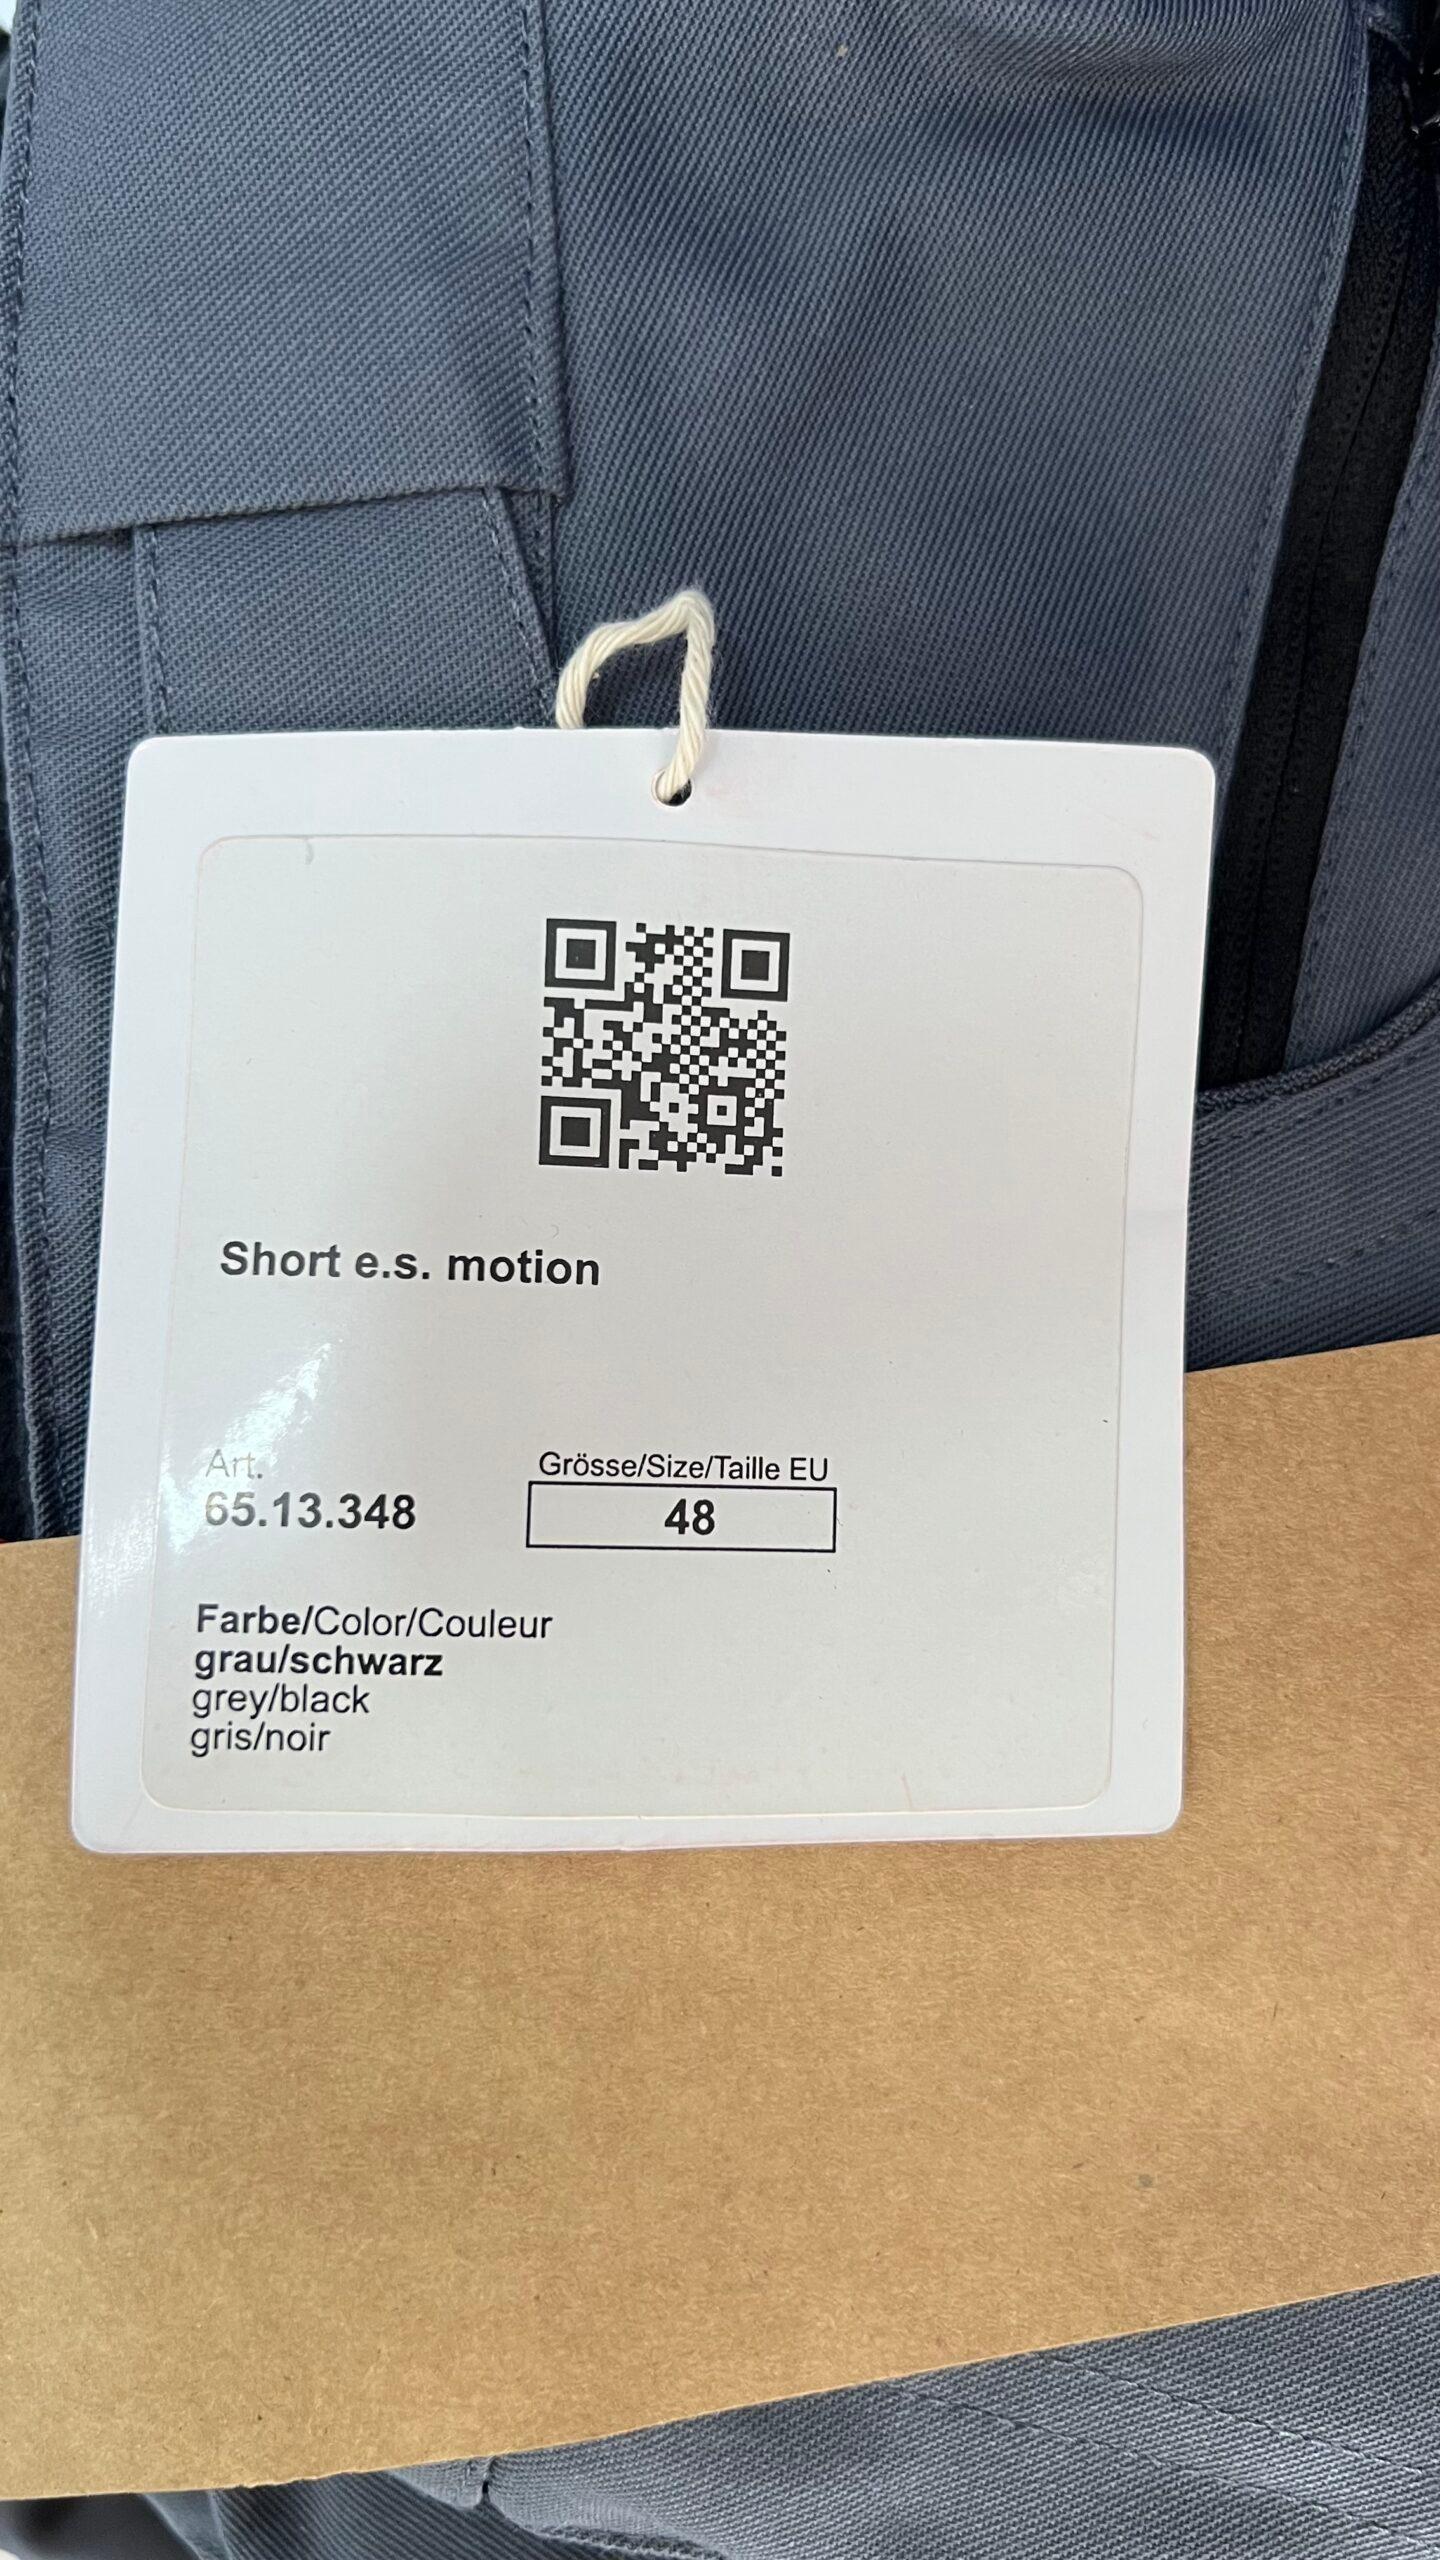 Short e.s. motion
Art.
65.13.348
Grösse/Size/Taille EU
48
Farbe/Color/Couleur
grau/schwarz
grey/black
gris/noir